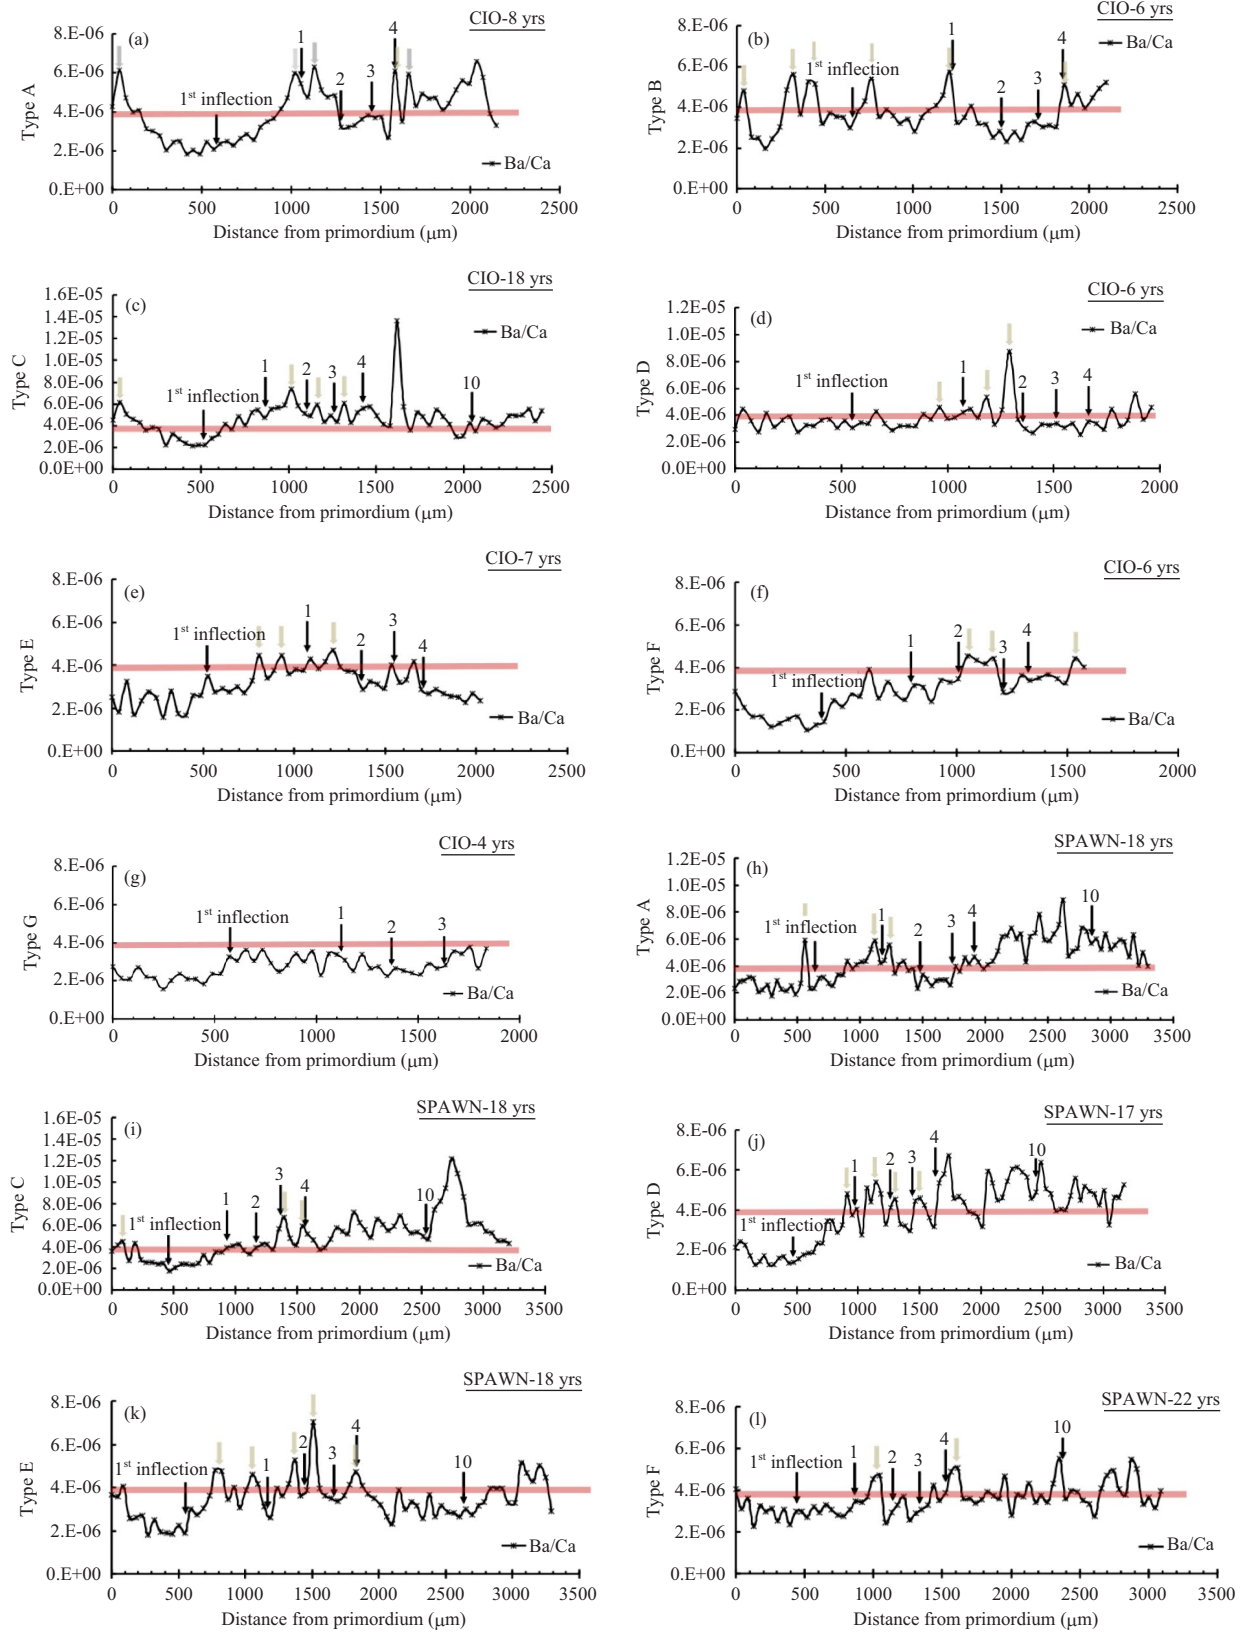 CIO-8 yrs
(a)
8.E-06
6.E-06
4.E-06
2.E-06
0.E+00
Type A
1st inflection
1
2
3
4
Ba/Ca
0 500 1000 1500 2000 2500
Distance from primordium (μm)
CIO-6 yrs
(b)
8.E-06
6.E-06
4.E-06
2.E-06
0.E+00
Type B
1st inflection
1
2
3
4
Ba/Ca
0 500 1000 1500 2000 2500
Distance from primordium (μm)
CIO-18 yrs
(c)
1.6E-05
1.4E-05
1.2E-05
1.0E-05
8.0E-06
6.0E-06
4.0E-06
2.0E-06
0.0E+00
Type C
1st inflection
1
2
3
4
10
Ba/Ca
0 500 1000 1500 2000 2500
Distance from primordium (μm)
CIO-6 yrs
(d)
1.2E-05
1.0E-05
8.0E-06
6.0E-06
4.0E-06
2.0E-06
0.0E+00
Type D
1st inflection
1
2
3
4
Ba/Ca
0 500 1000 1500 2000
Distance from primordium (μm)
CIO-7 yrs
(e)
8.E-06
6.E-06
4.E-06
2.E-06
0.E+00
Type E
1st inflection
1
2
3
4
Ba/Ca
0 500 1000 1500 2000 2500
Distance from primordium (μm)
CIO-6 yrs
(f)
8.E-06
6.E-06
4.E-06
2.E-06
0.E+00
Type F
1st inflection
1
2
3
4
Ba/Ca
0 500 1000 1500 2000
Distance from primordium (μm)
CIO-4 yrs
(g)
8.E-06
6.E-06
4.E-06
2.E-06
0.E+00
Type G
1st inflection
1
2
3
Ba/Ca
0 500 1000 1500 2000
Distance from primordium (μm)
SPAWN-18 yrs
(h)
1.2E-05
1.0E-05
8.0E-06
6.0E-06
4.0E-06
2.0E-06
0.0E+00
Type A
1st inflection
1
2
3
4
10
Ba/Ca
0 500 1000 1500 2000 2500 3000 3500
Distance from primordium (μm)
SPAWN-18 yrs
(i)
1.6E-05
1.4E-05
1.2E-05
1.0E-05
8.0E-06
6.0E-06
4.0E-06
2.0E-06
0.0E+00
Type C
1st inflection
1
2
3
4
10
Ba/Ca
0 500 1000 1500 2000 2500 3000 3500
Distance from primordium (μm)
SPAWN-17 yrs
(j)
8.E-06
6.E-06
4.E-06
2.E-06
0.E+00
Type D
1st inflection
1
2
3
4
10
Ba/Ca
0 500 1000 1500 2000 2500 3000 3500
Distance from primordium (μm)
SPAWN-18 yrs
(k)
8.E-06
6.E-06
4.E-06
2.E-06
0.E+00
Type E
1st inflection
1
2
3
4
10
Ba/Ca
0 500 1000 1500 2000 2500 3000 3500
Distance from primordium (μm)
SPAWN-22 yrs
(l)
8.E-06
6.E-06
4.E-06
2.E-06
0.E+00
Type F
1st inflection
1
2
3
4
10
Ba/Ca
0 500 1000 1500 2000 2500 3000 3500
Distance from primordium (μm)